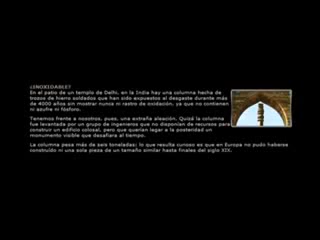 ¿INOXIDABLE?
En el patio de un templo de Delhi, en la India hay una columna hecha de
trozos de hierro soldados que han sido expuestos al desgaste durante más
de 4000 años sin mostrar nunca ni rastro de oxidación, ya que no contienen
ni azufre ni fósforo.
Tenemos frente a nosotros, pues, una extraña aleación. Quizá la columna
fue levantada por un grupo de ingenieros que no disponían de recursos para
construir un edificio colosal, pero que querían legar a la posteridad un
monumento visible que desafiara al tiempo.
La columna pesa más de seis toneladas: lo que resulta curioso es que en Europa no pudo haberse
construido ni una sola pieza de un tamaño similar hasta finales del siglo XIX.